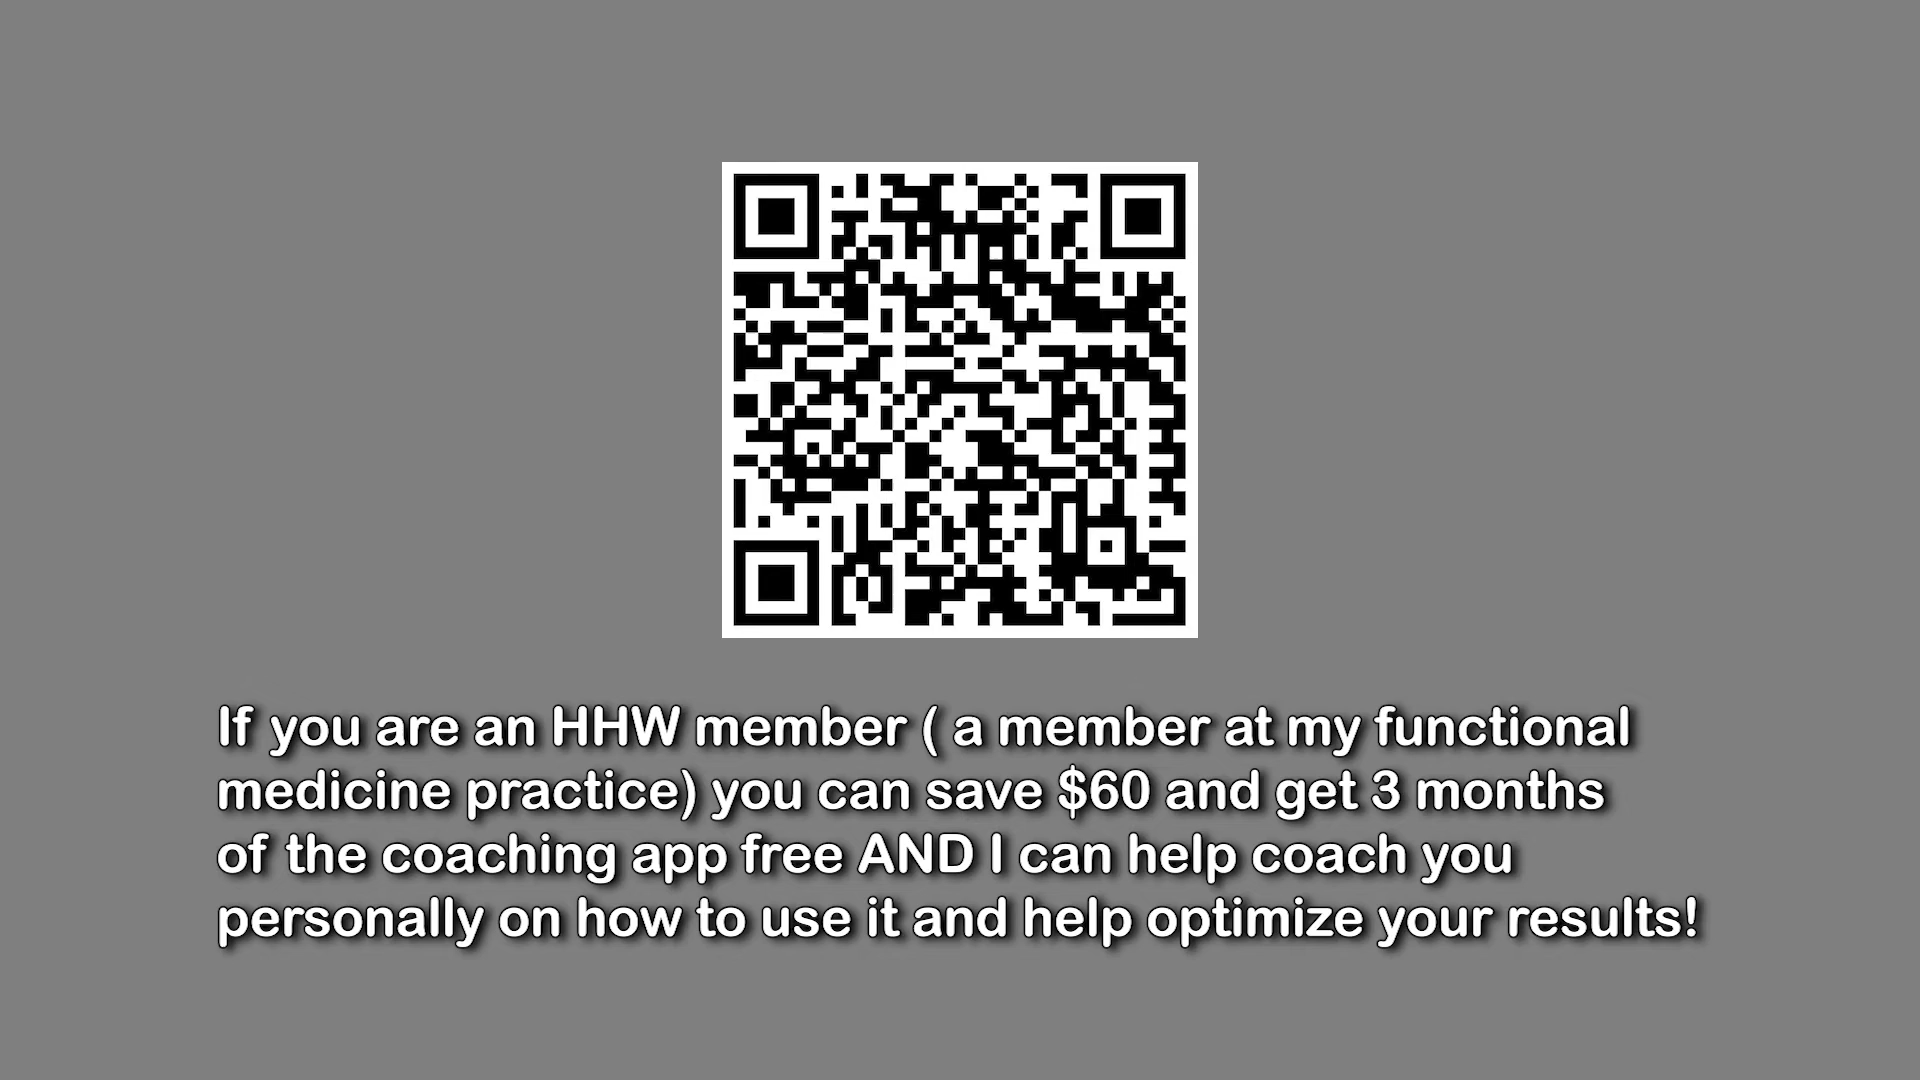 If you are an HHW member ( a member at my functional
medicine practice) you can save $60 and get 3 months
of the coaching app free AND I can help coach you
personally on how to use it and help optimize your results!